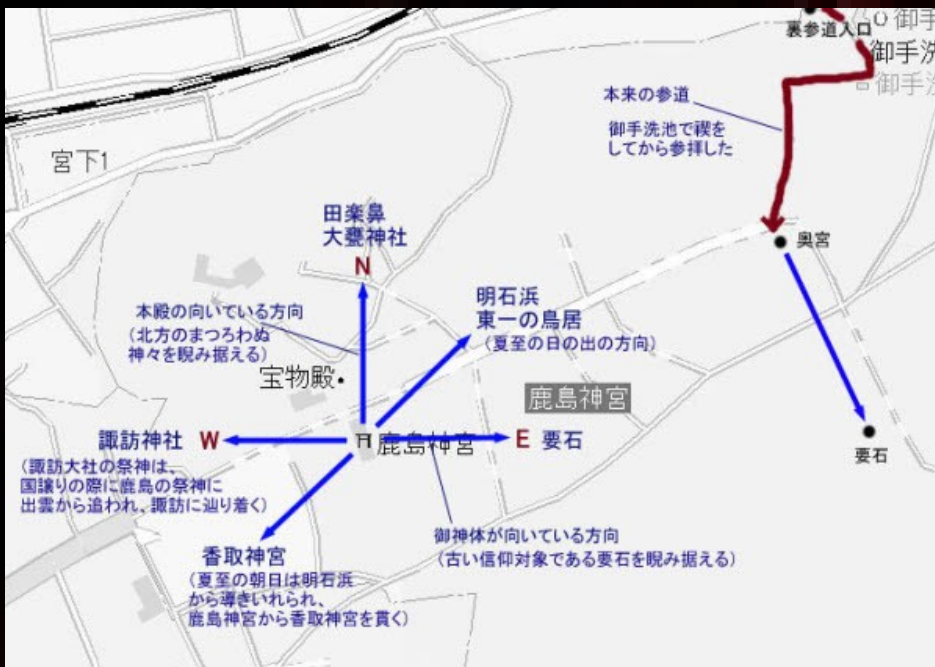 裏参道入口
御手
御手洗
御手洗
本来の参道
御手洗池で禊を
してから参拝した
宮下1
田楽鼻
大甕神社
N
奥宮
明石浜
東一の鳥居
(夏至の日の出の方向)
本殿の向いている方向
(北方のまつろわぬ
神々を睨み据える)
宝物殿
鹿島神宮
諏訪神社 W
鹿島神宮
E 要石
要石
(諏訪大社の祭神は、
国譲りの際に鹿島の祭神に
出雲から追われ、諏訪に辿り着く)
御神体が向いている方向
(古い信仰対象である要石を睨み据える)
香取神宮
(夏至の朝日は明石浜
から導きいれられ、
鹿島神宮から香取神宮を貫く)